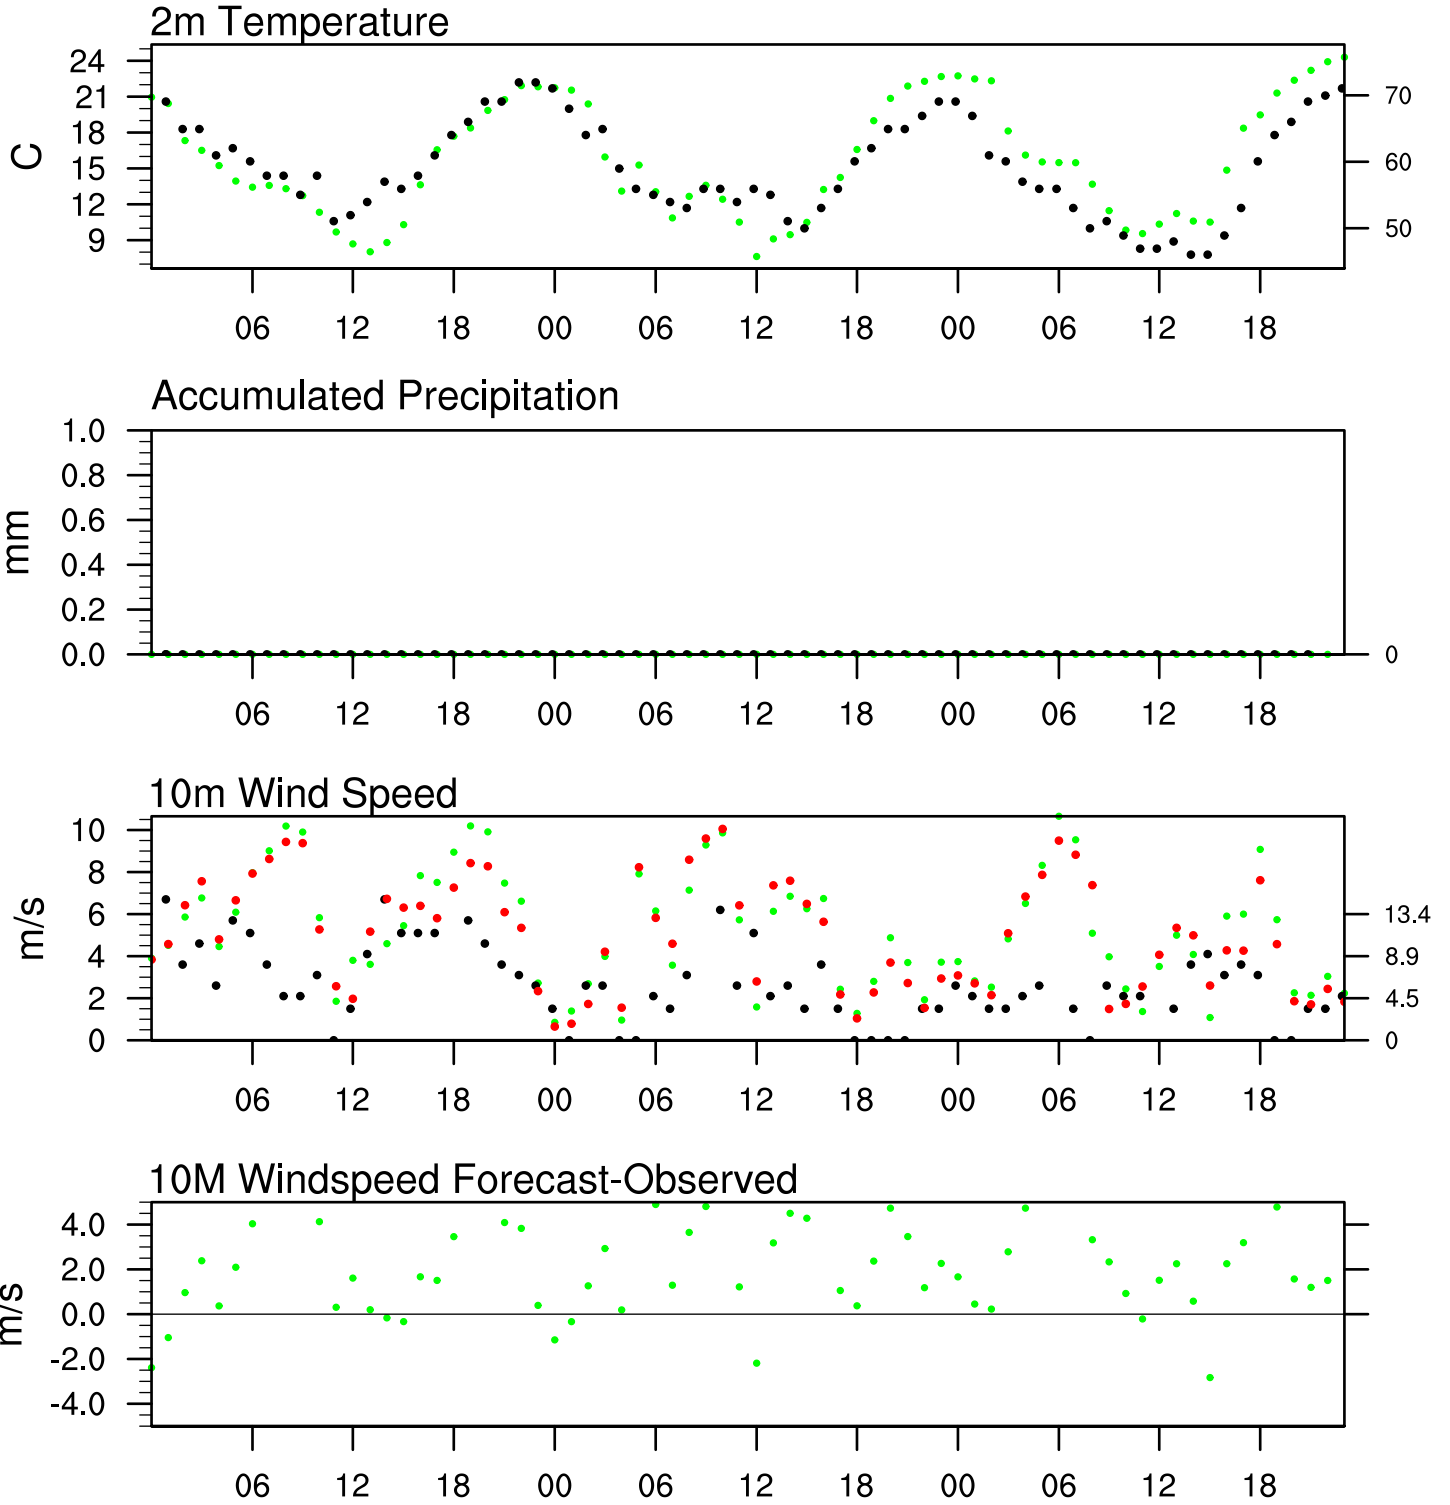 2m Temperature
24
21
18
15
12
9
C
70
60
50
06 12 18 00 06 12 18 00 06 12 18
Accumulated Precipitation
1.0
0.8
0.6
0.4
0.2
0.0
mm
0
06 12 18 00 06 12 18 00 06 12 18
10m Wind Speed
10
8
6
4
2
0
m/s
13.4
8.9
4.5
0
06 12 18 00 06 12 18 00 06 12 18
10M Windspeed Forecast-Observed
4.0
2.0
0.0
-2.0
-4.0
m/s
06 12 18 00 06 12 18 00 06 12 18